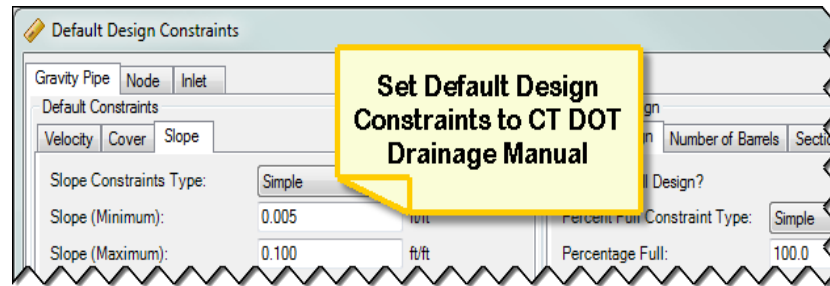 Default Design Constraints
Gravity Pipe Node Inlet
Default Constraints
Velocity Cover Slope
Number of Barrels
Slope Constraints Type: Simple
Design?
Slope (Minimum): 0.005 ft/ft
Percent Full Constraint Type: Simple
Slope (Maximum): 0.100 ft/ft
Percentage Full: 100.0
Set Default Design
Constraints to CT DOT
Drainage Manual